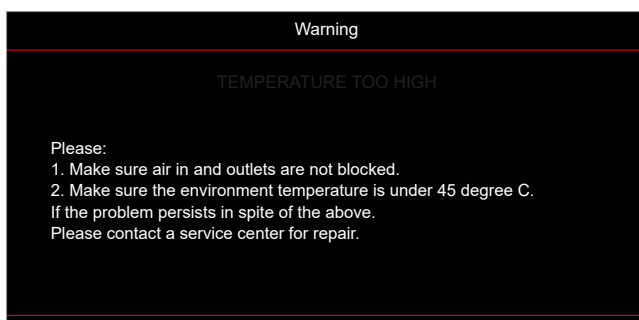 Warning
TEMPERATURE TOO HIGH
Please:
1. Make sure air in and outlets are not blocked.
2. Make sure the environment temperature is under 45 degree C.
If the problem persists in spite of the above.
Please contact a service center for repair.